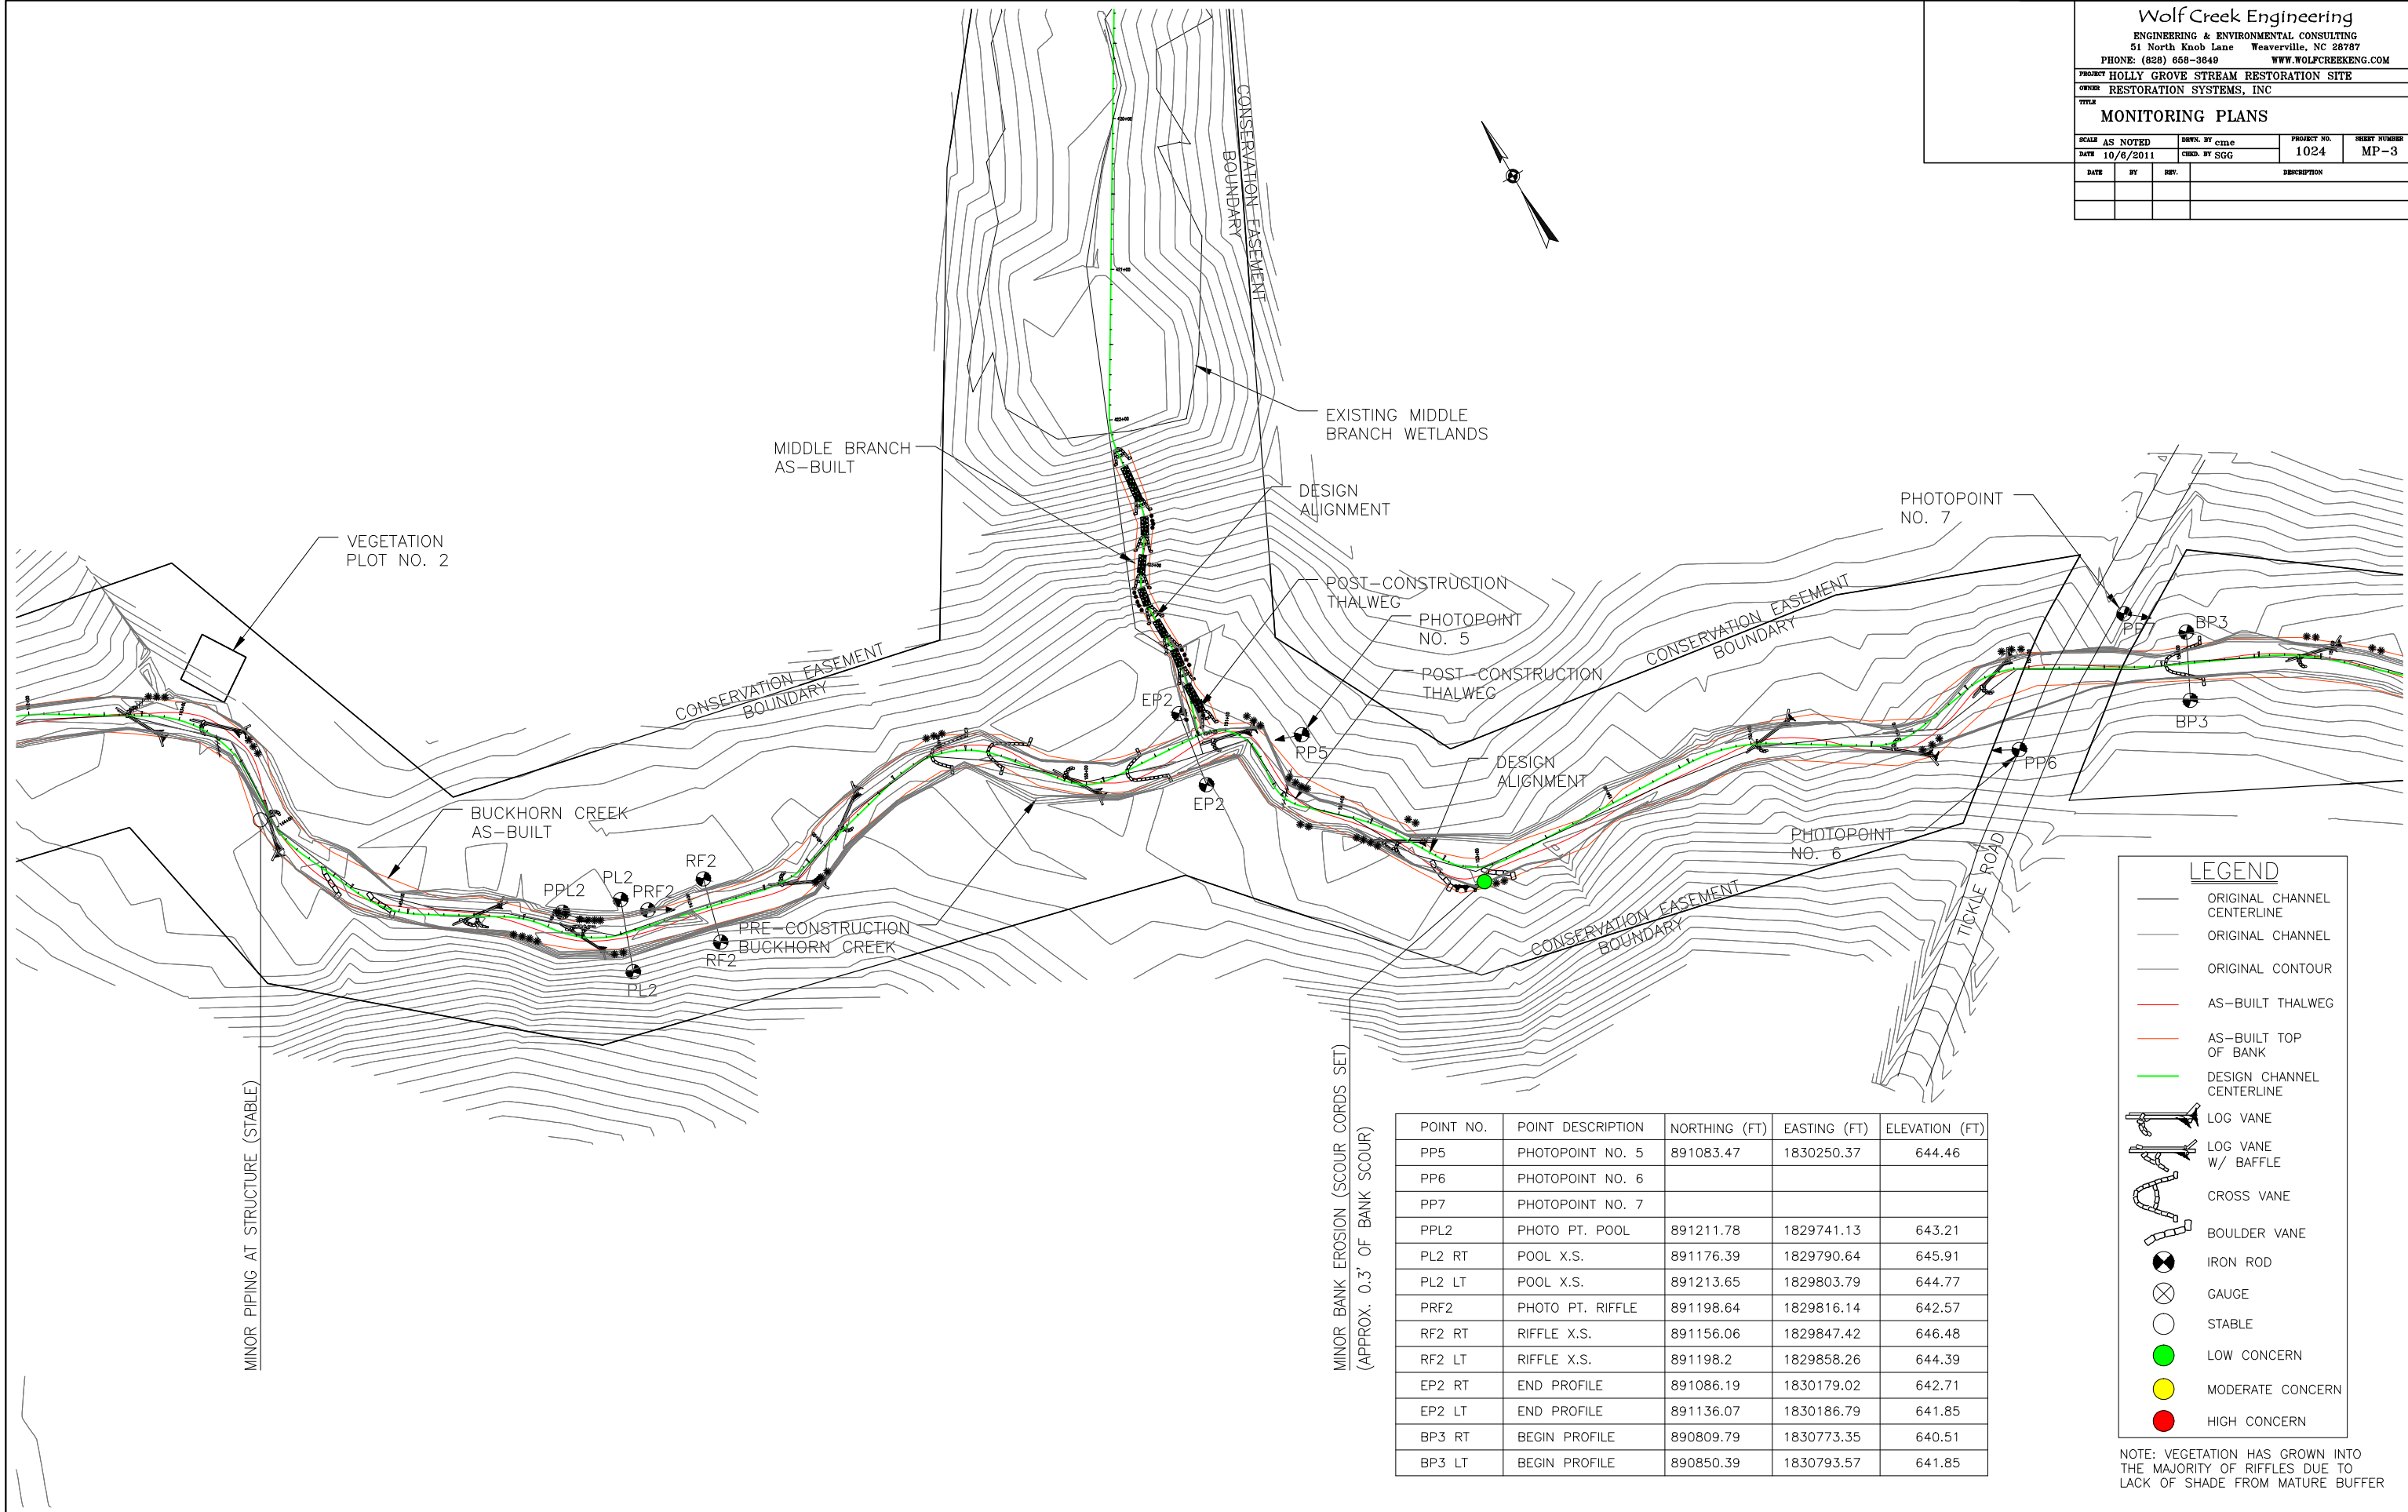 Wolf Creek Engineering
ENGINEERING & ENVIRONMENTAL CONSULTING
51 North Knob Lane Weaverville, NC 28787
PHONE: (828) 658-3649 WWW.WOLFCREEKENG.COM
PROJECT HOLLY GROVE STREAM RESTORATION SITE
OWNER RESTORATION SYSTEMS, INC
TITLE
MONITORING PLANS
SCALE AS NOTED DRWN. BY cme PROJECT NO. SHEET NUMBER
DATE 10/6/2011 CHKD. BY SGG 1024 MP-3
DATE BY REV. DESCRIPTION
CONSERVATION EASEMENT
BOUNDARY
EXISTING MIDDLE
BRANCH WETLANDS
MIDDLE BRANCH
AS-BUILT
DESIGN
ALIGNMENT
PHOTOPOINT
NO. 7
VEGETATION
PLOT NO. 2
POST-CONSTRUCTION
THALWEG
PHOTOPOINT
NO. 5
CONSERVATION EASEMENT
BOUNDARY
PP7
BP3
CONSERVATION EASEMENT
BOUNDARY
POST-CONSTRUCTION
THALWEG
EP2
BP3
PP5
PP6
DESIGN
ALIGNMENT
EP2
BUCKHORN CREEK
AS-BUILT
PHOTOPOINT
NO. 6
RF2
PL2
PPL2
PRF2
PRE-CONSTRUCTION
BUCKHORN CREEK
RF2
PL2
CONSERVATION EASEMENT
BOUNDARY
TICKLE ROAD
MINOR PIPING AT STRUCTURE (STABLE)
MINOR BANK EROSION (SCOUR CORDS SET)
(APPROX. 0.3' OF BANK SCOUR)
LEGEND
ORIGINAL CHANNEL
CENTERLINE
ORIGINAL CHANNEL
ORIGINAL CONTOUR
AS-BUILT THALWEG
AS-BUILT TOP
OF BANK
DESIGN CHANNEL
CENTERLINE
LOG VANE
LOG VANE
W/ BAFFLE
CROSS VANE
BOULDER VANE
IRON ROD
GAUGE
STABLE
LOW CONCERN
MODERATE CONCERN
HIGH CONCERN
NOTE: VEGETATION HAS GROWN INTO
THE MAJORITY OF RIFFLES DUE TO
LACK OF SHADE FROM MATURE BUFFER
POINT NO. POINT DESCRIPTION NORTHING (FT) EASTING (FT) ELEVATION (FT)
PP5 PHOTOPOINT NO. 5 891083.47 1830250.37 644.46
PP6 PHOTOPOINT NO. 6
PP7 PHOTOPOINT NO. 7
PPL2 PHOTO PT. POOL 891211.78 1829741.13 643.21
PL2 RT POOL X.S. 891176.39 1829790.64 645.91
PL2 LT POOL X.S. 891213.65 1829803.79 644.77
PRF2 PHOTO PT. RIFFLE 891198.64 1829816.14 642.57
RF2 RT RIFFLE X.S. 891156.06 1829847.42 646.48
RF2 LT RIFFLE X.S. 891198.2 1829858.26 644.39
EP2 RT END PROFILE 891086.19 1830179.02 642.71
EP2 LT END PROFILE 891136.07 1830186.79 641.85
BP3 RT BEGIN PROFILE 890809.79 1830773.35 640.51
BP3 LT BEGIN PROFILE 890850.39 1830793.57 641.85